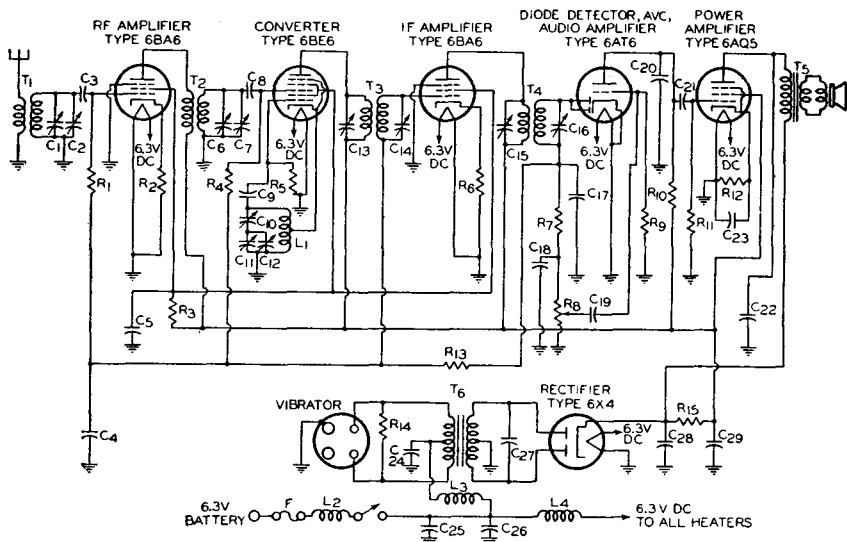 RF AMPLIFIER
TYPE 6BA6
CONVERTER
TYPE 6BE6
IF AMPLIFIER
TYPE 6BA6
DIODE DETECTOR, AVC,
AUDIO AMPLIFIER
TYPE 6AT6
POWER
AMPLIFIER
TYPE 6AQ5
T1
C3
T2
C8
T3
T4
C20
C21
T5
6.3V
DC
6.3V
DC
6.3V
DC
6.3V
DC
6.3V
DC
C1
C2
C6
C7
C13
C14
C15
C16
R1
R2
R4
R5
C9
C10
L1
C11
C12
R6
R7
C17
R9
R10
R11
R12
C23
C18
R8
C19
C5
R3
C22
R13
C4
VIBRATOR
R14
T6
C24
C27
RECTIFIER
TYPE 6X4
6.3V
DC
R15
C28
C29
L3
6.3V
BATTERY
F
L2
C25
C26
L4
6.3V DC
TO ALL HEATERS